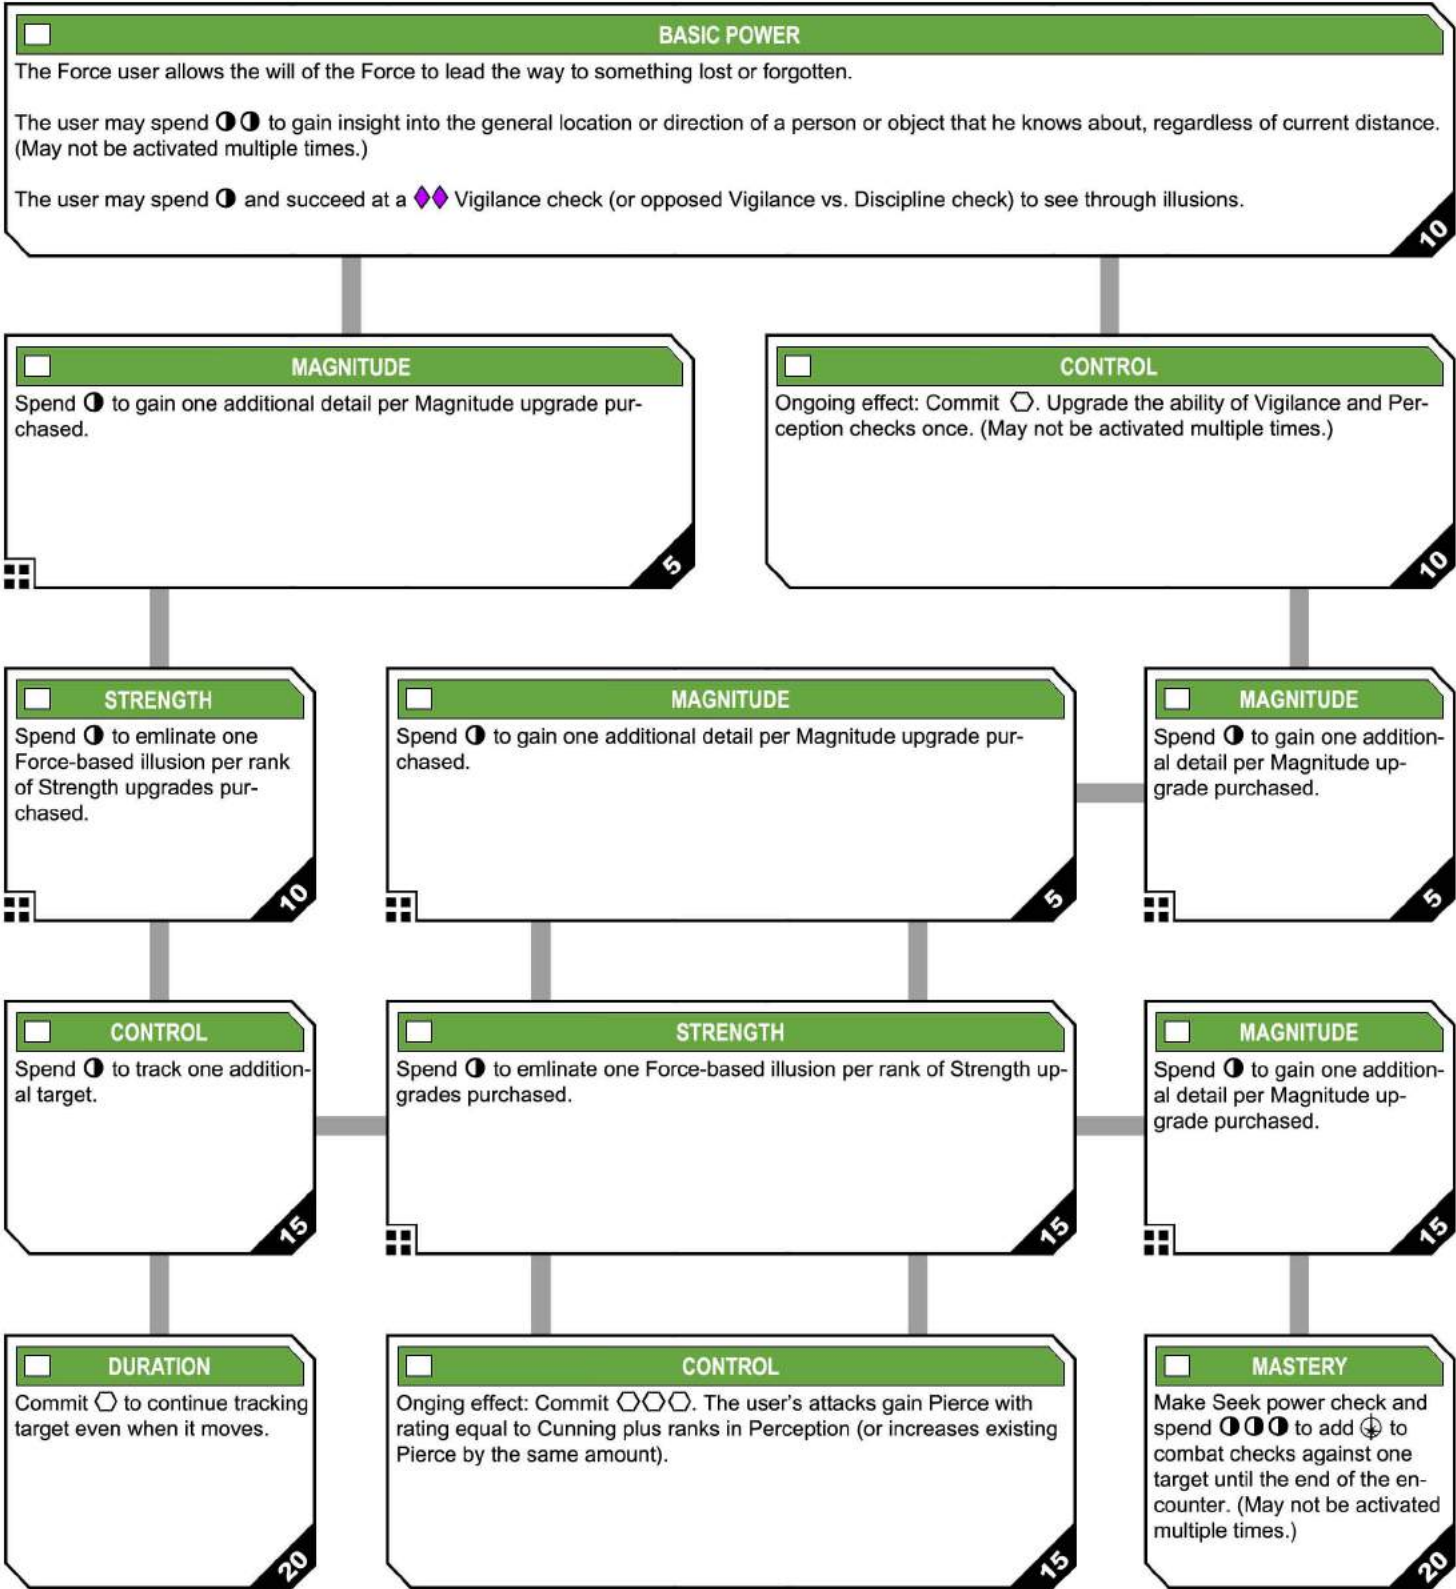 BASIC POWER
The Force user allows the will of the Force to lead the way to something lost or forgotten.
The user may spend ◑◑ to gain insight into the general location or direction of a person or object that he knows about, regardless of current distance.
(May not be activated multiple times.)
The user may spend ◑ and succeed at a ♦♦ Vigilance check (or opposed Vigilance vs. Discipline check) to see through illusions.
10
MAGNITUDE
Spend ◑ to gain one additional detail per Magnitude upgrade pur-
chased.
5
CONTROL
Ongoing effect: Commit ⬡. Upgrade the ability of Vigilance and Per-
ception checks once. (May not be activated multiple times.)
10
STRENGTH
Spend ◑ to emlinate one
Force-based illusion per rank
of Strength upgrades pur-
chased.
10
MAGNITUDE
Spend ◑ to gain one additional detail per Magnitude upgrade pur-
chased.
5
MAGNITUDE
Spend ◑ to gain one addition-
al detail per Magnitude up-
grade purchased.
5
CONTROL
Spend ◑ to track one addition-
al target.
15
STRENGTH
Spend ◑ to emlinate one Force-based illusion per rank of Strength up-
grades purchased.
15
MAGNITUDE
Spend ◑ to gain one addition-
al detail per Magnitude up-
grade purchased.
15
DURATION
Commit ⬡ to continue tracking
target even when it moves.
20
CONTROL
Onging effect: Commit ⬡⬡⬡. The user's attacks gain Pierce with
rating equal to Cunning plus ranks in Perception (or increases existing
Pierce by the same amount).
15
MASTERY
Make Seek power check and
spend ◑◑◑ to add to
combat checks against one
target until the end of the en-
counter. (May not be activated
multiple times.)
20